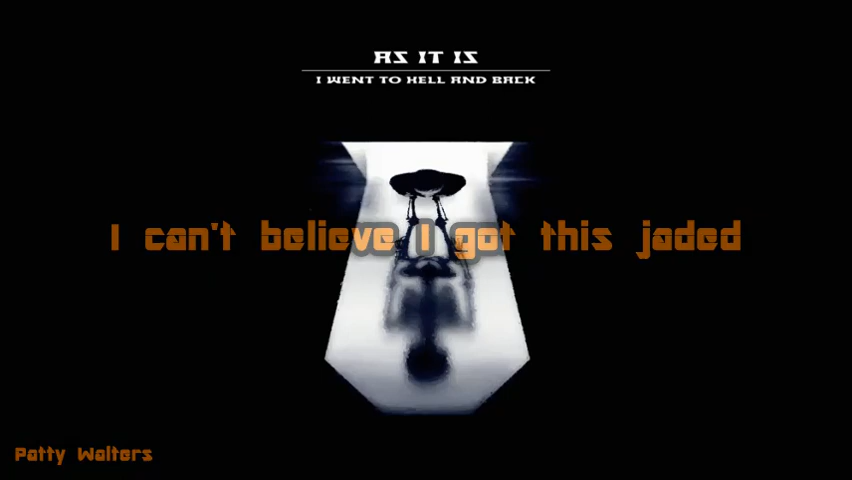 AS IT IS
I WENT TO HELL AND BACK
I can't believe I got this jaded
Patty Walters